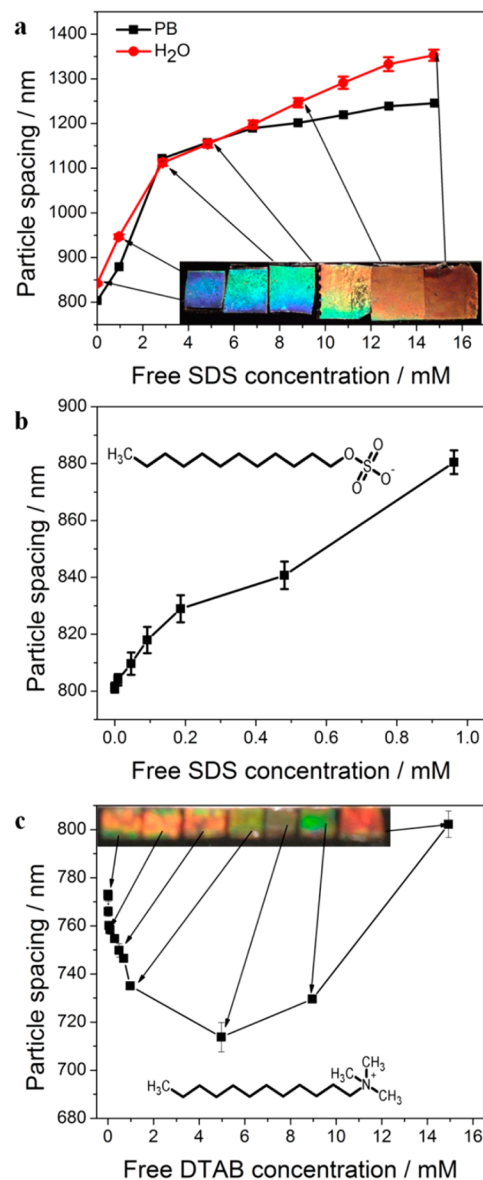 a
PB
H₂O
1400
1300
1200
1100
1000
900
800
Particle spacing / nm
0 2 4 6 8 10 12 14 16
Free SDS concentration / mM
b
900
880
860
840
820
800
Particle spacing / nm
H₃C
O
O
S
O
O⁻
0.0 0.2 0.4 0.6 0.8 1.0
Free SDS concentration / mM
c
800
780
760
740
720
700
680
Particle spacing / nm
H₃C
CH₃
H₃C
N⁺
CH₃
0 2 4 6 8 10 12 14 16
Free DTAB concentration / mM